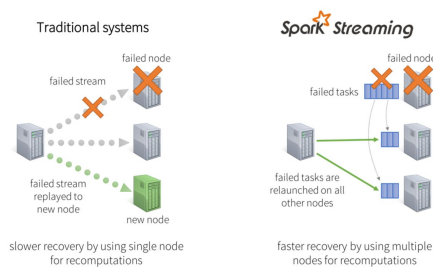 Traditional systems
Spark Streaming
failed node
failed stream
failed stream
replayed to
new node
new node
slower recovery by using single node
for recomputations
failed node
failed tasks
failed tasks are
relaunched on all
other nodes
faster recovery by using multiple
nodes for recomputations